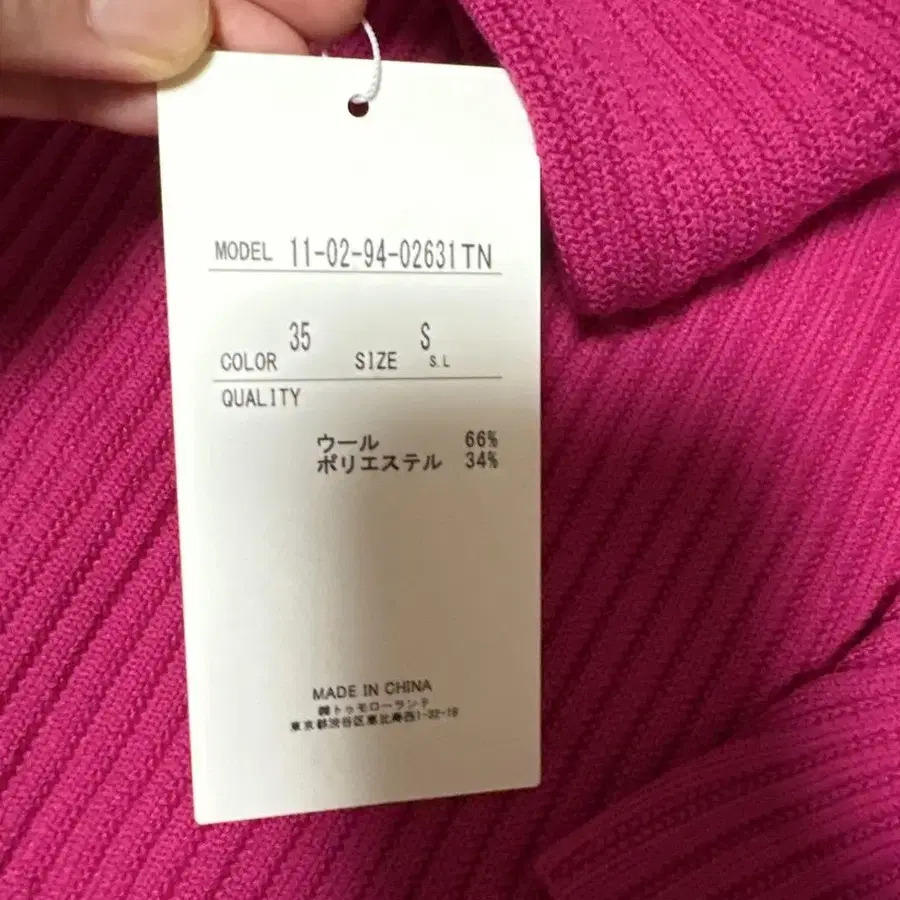 MODEL 11-02-94-02631TN
COLOR 35 SIZE S
S.L
QUALITY
ウール 66%
ポリエステル 34%
MADE IN CHINA
㈱トゥモローランド
東京都渋谷区恵比寿西1-32-18